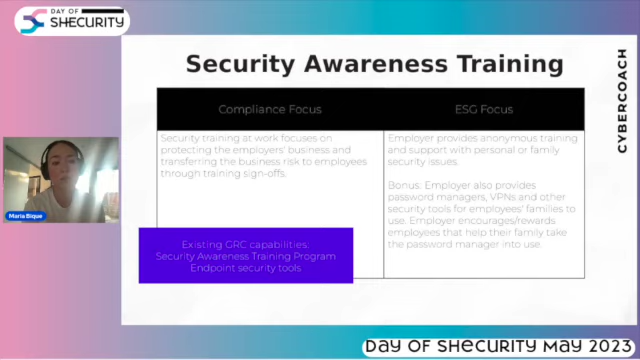 DAY OF
SHECURITY
Security Awareness Training
CYBERCOACH
Compliance Focus
ESG Focus
Security training at work focuses on
protecting the employers' business and
transferring the business risk to employees
through training sign-offs.
Employer provides anonymous training
and support with personal or family
security issues.
Bonus: Employer also provides
password managers, VPNs and other
security tools for employees' families to
use. Employer encourages/rewards
employees that help their family take
the password manager into use.
Existing GRC capabilities:
Security Awareness Training Program
Endpoint security tools
Maria Bique
DAY OF SHECURITY MAY 2023